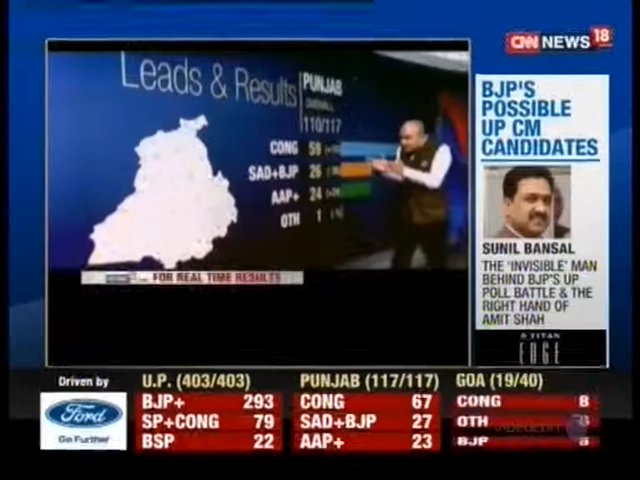 CNN NEWS 18
Leads & Results
PUNJAB
OVERALL
110/117
CONG 59
SAD+BJP 26
AAP+ 24
OTH 1
FOR REAL TIME RESULTS
BJP'S
POSSIBLE
UP CM
CANDIDATES
SUNIL BANSAL
THE 'INVISIBLE' MAN
BEHIND BJP'S UP
POLL BATTLE & THE
RIGHT HAND OF
AMIT SHAH
TITAN
EDGE
Driven by
Ford
Go Further
U.P. (403/403)
BJP+ 293
SP+CONG 79
BSP 22
PUNJAB (117/117)
CONG 67
SAD+BJP 27
AAP+ 23
GOA (19/40)
CONG 8
OTH
BJP